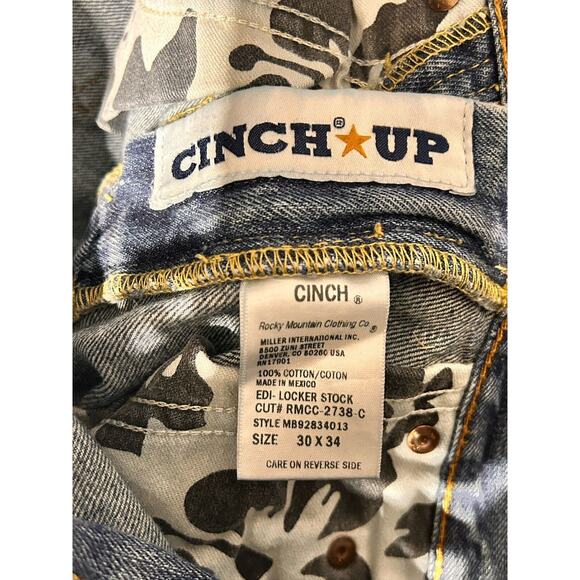 CINCH®★UP
CINCH ®
Rocky Mountain Clothing Co®
MILLER INTERNATIONAL INC.
8500 ZUNI STREET
DENVER, CO 80260 USA
RN17901
100% COTTON/COTON
MADE IN MEXICO
EDI- LOCKER STOCK
CUT# RMCC-2738-C
STYLE MB92834013
SIZE 30 X 34
CARE ON REVERSE SIDE